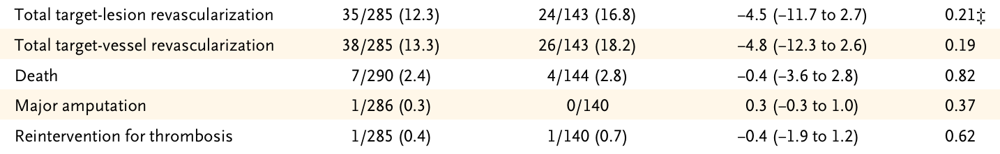 Total target-lesion revascularization 35/285 (12.3) 24/143 (16.8) –4.5 (–11.7 to 2.7) 0.21‡
Total target-vessel revascularization 38/285 (13.3) 26/143 (18.2) –4.8 (–12.3 to 2.6) 0.19
Death 7/290 (2.4) 4/144 (2.8) –0.4 (–3.6 to 2.8) 0.82
Major amputation 1/286 (0.3) 0/140 0.3 (–0.3 to 1.0) 0.37
Reintervention for thrombosis 1/285 (0.4) 1/140 (0.7) –0.4 (–1.9 to 1.2) 0.62